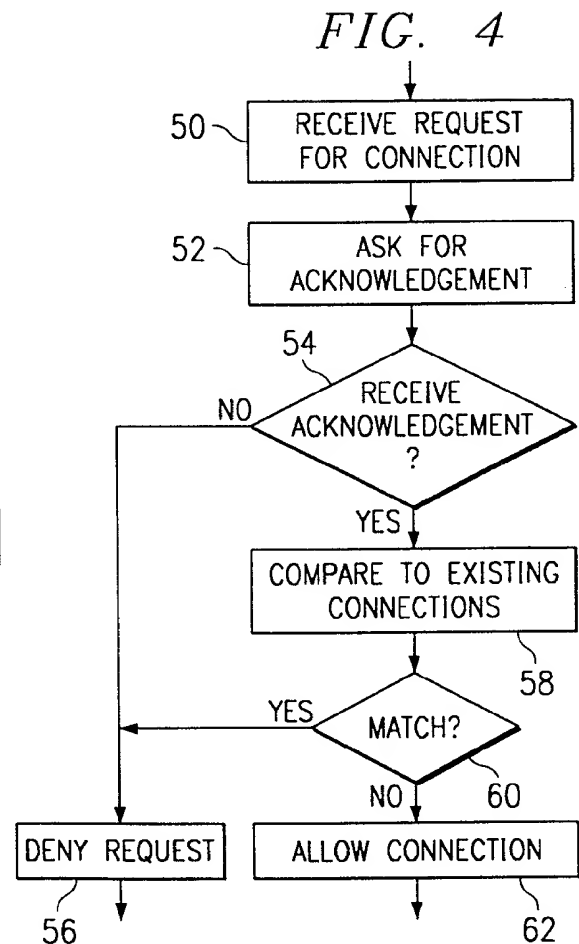 FIG. 4
50
RECEIVE REQUEST
FOR CONNECTION
52
ASK FOR
ACKNOWLEDGEMENT
54
RECEIVE
ACKNOWLEDGEMENT
?
NO
YES
COMPARE TO EXISTING
CONNECTIONS
58
YES
MATCH?
NO
60
DENY REQUEST
ALLOW CONNECTION
56
62